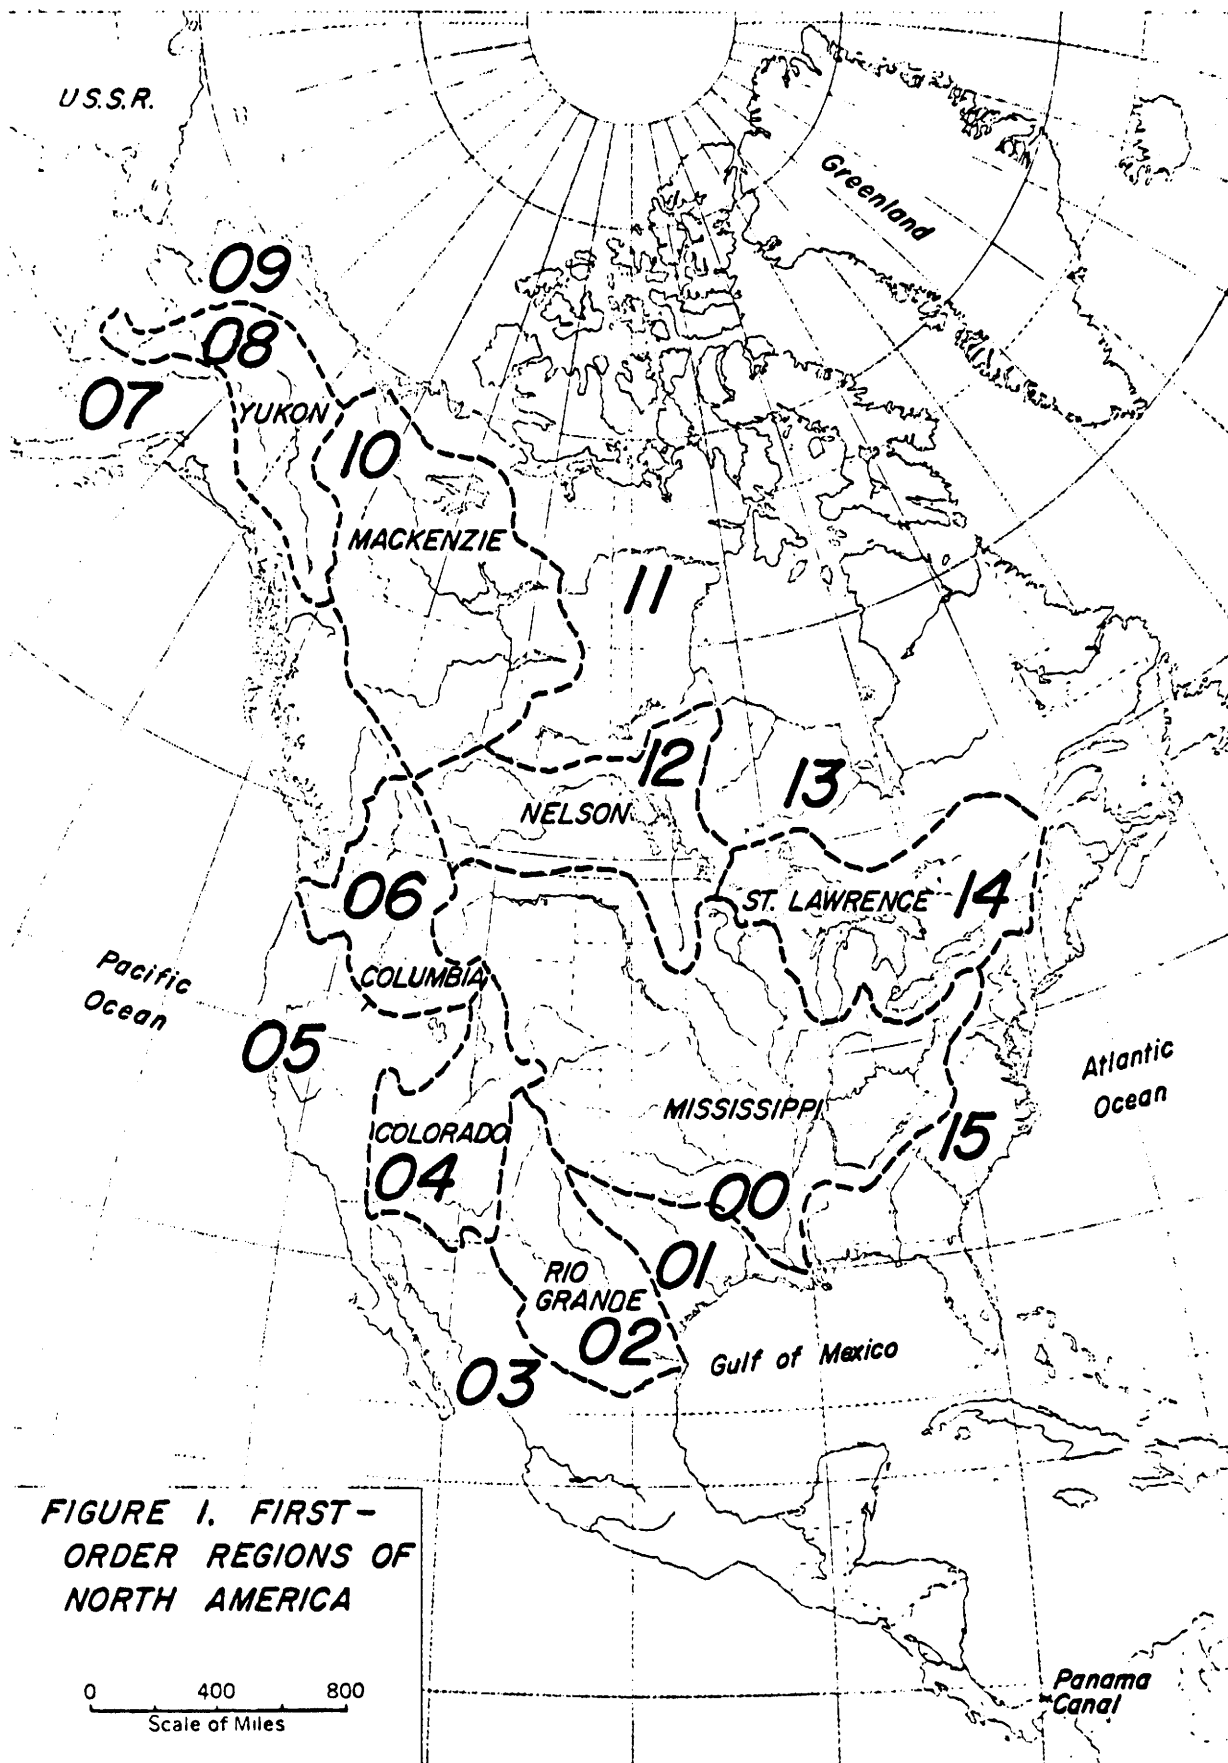 U.S.S.R.
Greenland
09
08
07
YUKON
10
MACKENZIE
11
12
13
NELSON
06
ST. LAWRENCE
14
COLUMBIA
Pacific
Ocean
05
Atlantic
Ocean
MISSISSIPPI
15
COLORADO
04
00
01
RIO
GRANDE
02
03
Gulf of Mexico
FIGURE 1. FIRST-
ORDER REGIONS OF
NORTH AMERICA
0 400 800
Scale of Miles
Panama
Canal